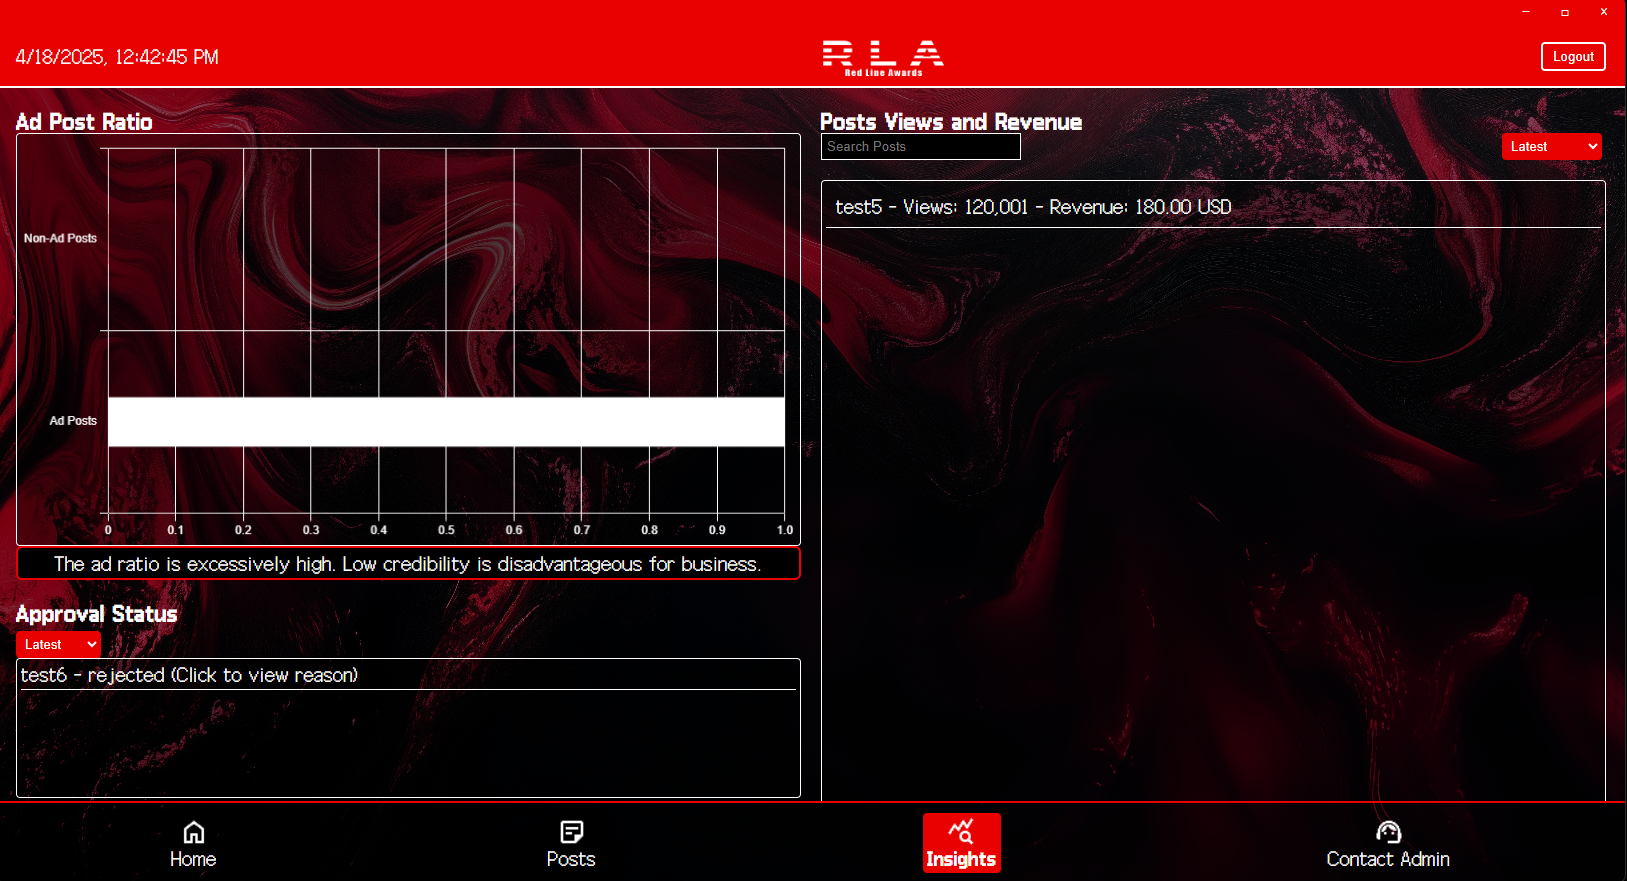 4/18/2025, 12:42:45 PM
RLA
Red Line Awards
Logout
Ad Post Ratio
Non-Ad Posts
Ad Posts
0 0.1 0.2 0.3 0.4 0.5 0.6 0.7 0.8 0.9 1.0
The ad ratio is excessively high. Low credibility is disadvantageous for business.
Approval Status
Latest
test6 - rejected (Click to view reason)
Posts Views and Revenue
Search Posts
Latest
test5 - Views: 120,001 - Revenue: 180.00 USD
Home
Posts
Insights
Contact Admin